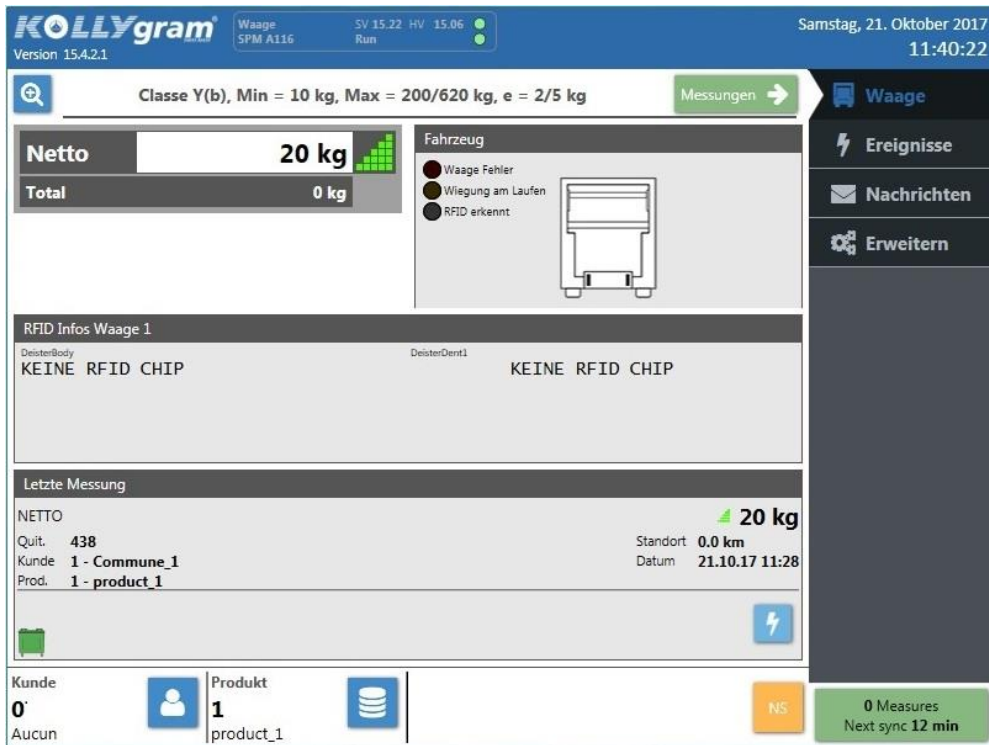 KOLLYgram
Version 15.4.2.1
Waage SV 15.22 HV 15.06
SPM A116 Run
Samstag, 21. Oktober 2017
11:40:22
Classe Y(b), Min = 10 kg, Max = 200/620 kg, e = 2/5 kg
Messungen
Waage
Ereignisse
Nachrichten
Erweitern
Netto 20 kg
Total 0 kg
Fahrzeug
Waage Fehler
Wiegung am Laufen
RFID erkennt
RFID Infos Waage 1
DeisterBody DeisterDent1
KEINE RFID CHIP KEINE RFID CHIP
Letzte Messung
NETTO 20 kg
Quit. 438 Standort 0.0 km
Kunde 1 - Commune_1 Datum 21.10.17 11:28
Prod. 1 - product_1
Kunde
0
Aucun
Produkt
1
product_1
NS
0 Measures
Next sync 12 min